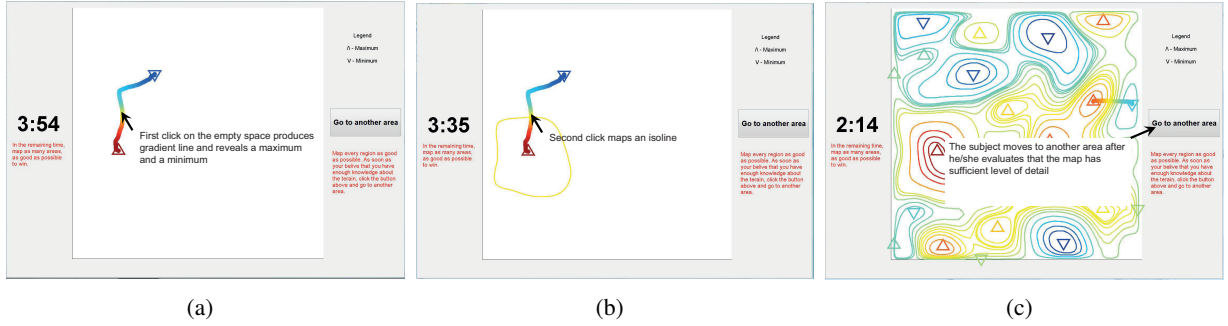 Legend
Λ - Maximum
V - Minimum
3:54
In the remaining time,
map as many areas,
as good as possible
to win.
First click on the empty space produces
gradient line and reveals a maximum
and a minimum
Go to another area
Map every region as good
as possible. As soon as
your belive that you have
enough knowledge about
the terain, click the button
above and go to another
area.
(a)
Legend
Λ - Maximum
V - Minimum
3:35
In the remaining time,
map as many areas,
as good as possible
to win.
Second click maps an isoline
Go to another area
Map every region as good
as possible. As soon as
your belive that you have
enough knowledge about
the terain, click the button
above and go to another
area.
(b)
Legend
Λ - Maximum
V - Minimum
2:14
In the remaining time,
map as many areas,
as good as possible
to win.
The subject moves to another area after
he/she evaluates that the map has
sufficient level of detail
Go to another area
Map every region as good
as possible. As soon as
your belive that you have
enough knowledge about
the terain, click the button
above and go to another
area.
(c)